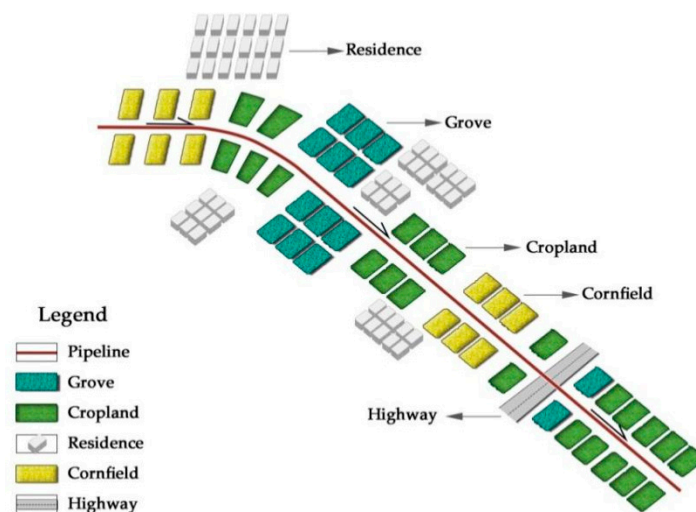 Residence
Grove
Cropland
Cornfield
Highway
Legend
Pipeline
Grove
Cropland
Residence
Cornfield
Highway